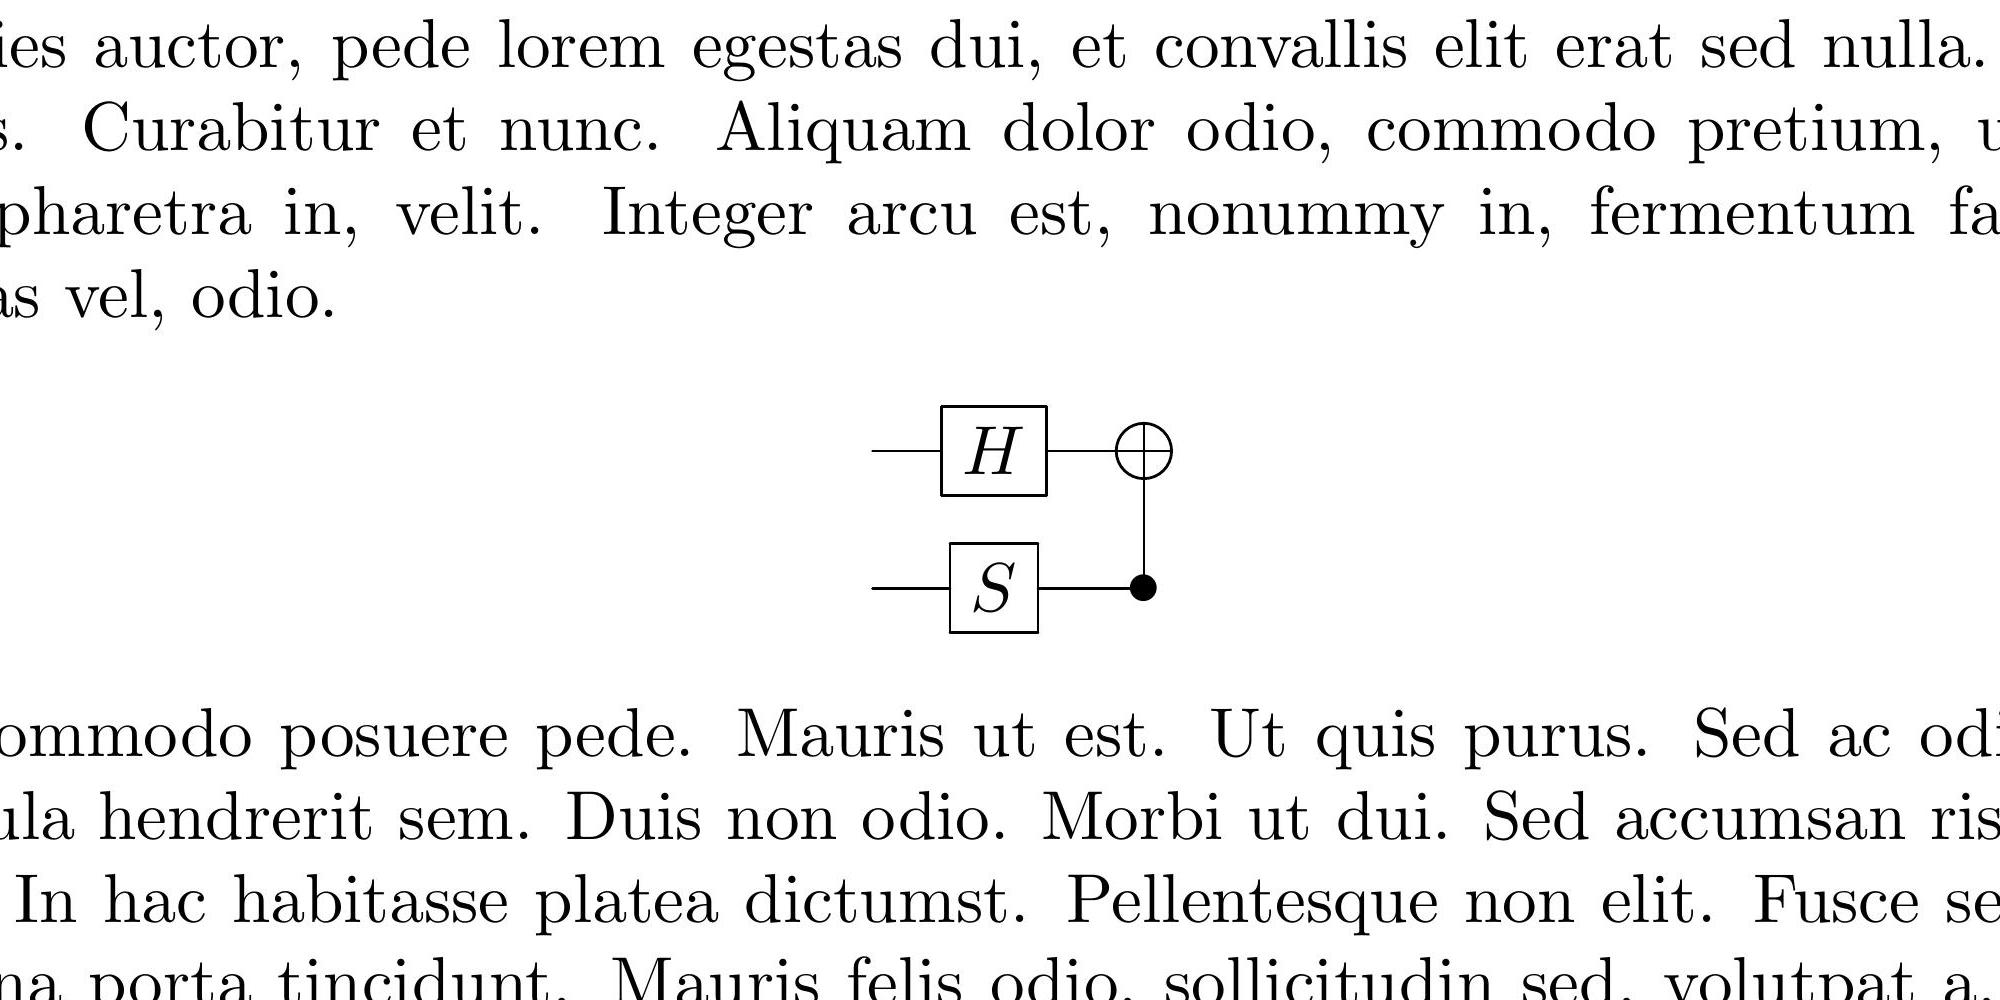 ies auctor, pede lorem egestas dui, et convallis elit erat sed nulla.
s. Curabitur et nunc. Aliquam dolor odio, commodo pretium, u
pharetra in, velit. Integer arcu est, nonummy in, fermentum fa
as vel, odio.
H
S
ommodo posuere pede. Mauris ut est. Ut quis purus. Sed ac odi
ula hendrerit sem. Duis non odio. Morbi ut dui. Sed accumsan ris
In hac habitasse platea dictumst. Pellentesque non elit. Fusce se
na porta tincidunt. Mauris felis odio, sollicitudin sed, volutpat a,